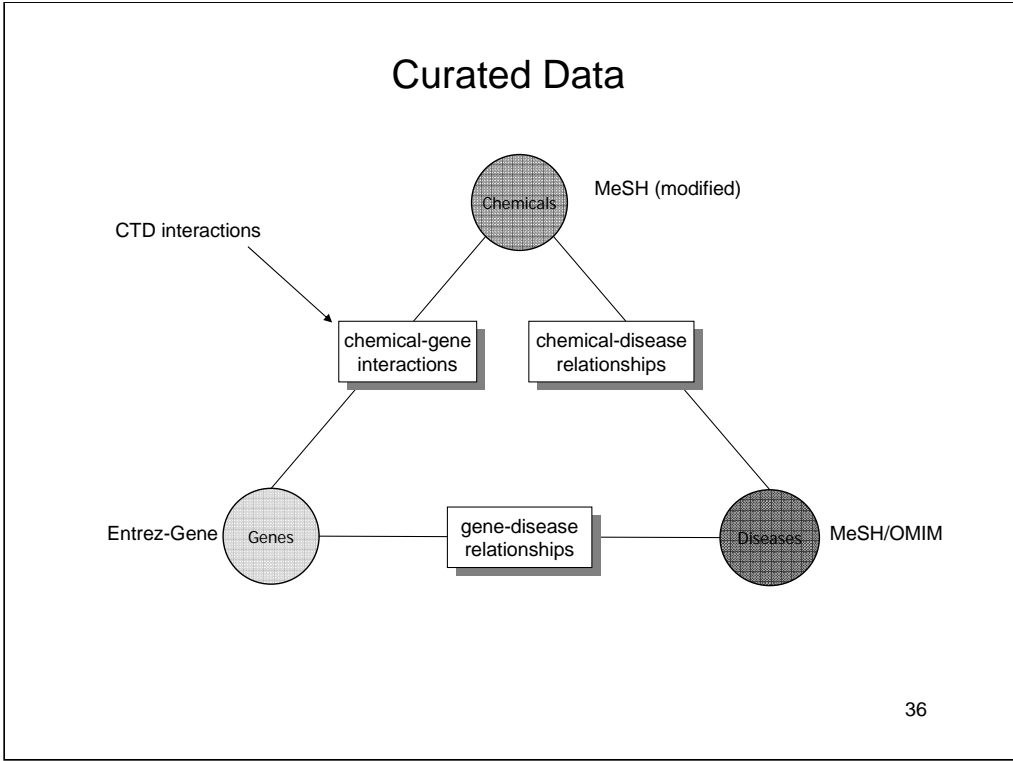 Curated Data
Chemicals
MeSH (modified)
CTD interactions
chemical-gene
interactions
chemical-disease
relationships
Entrez-Gene
Genes
gene-disease
relationships
Diseases
MeSH/OMIM
36